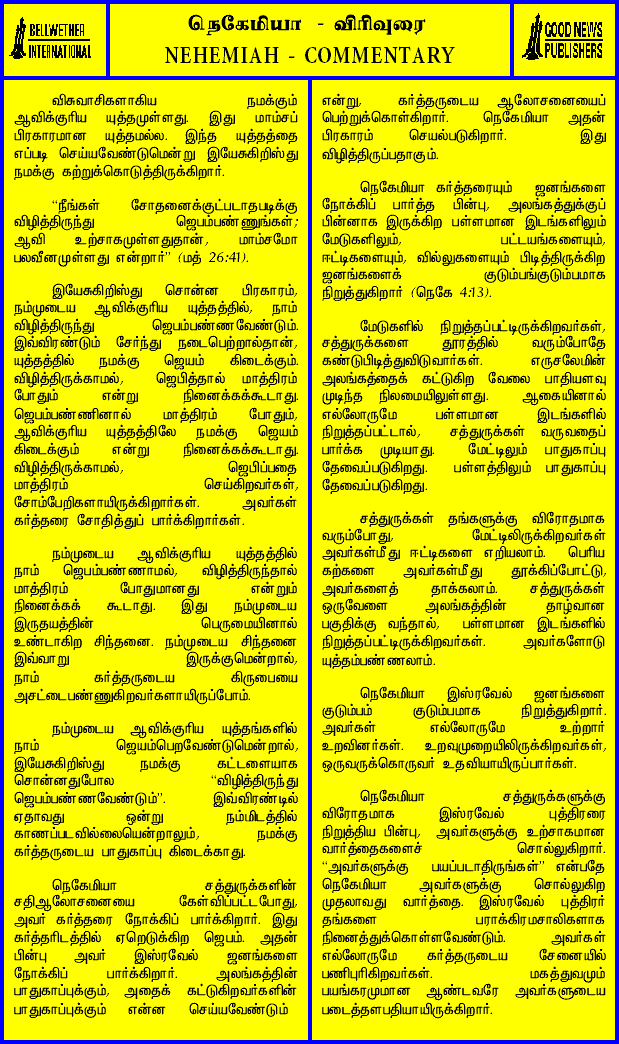 BELLWETHER
INTERNATIONAL
நெகேமியா - விரிவுரை
NEHEMIAH - COMMENTARY
GOOD NEWS
PUBLISHERS
விசுவாசிகளாகிய நமக்கும்
ஆவிக்குரிய யுத்தமுள்ளது. இது மாம்சப்
பிரகாரமான யுத்தமல்ல. இந்த யுத்தத்தை
எப்படி செய்யவேண்டுமென்று இயேசுகிறிஸ்து
நமக்கு கற்றுக்கொடுத்திருக்கிறார்.
“நீங்கள் சோதனைக்குட்படாதபடிக்கு
விழித்திருந்து ஜெபம்பண்ணுங்கள்;
ஆவி உற்சாகமுள்ளதுதான், மாம்சமோ
பலவீனமுள்ளது என்றார்” (மத் 26:41).
இயேசுகிறிஸ்து சொன்ன பிரகாரம்,
நம்முடைய ஆவிக்குரிய யுத்தத்தில், நாம்
விழித்திருந்து ஜெபம்பண்ணவேண்டும்.
இவ்விரண்டும் சேர்ந்து நடைபெற்றால்தான்,
யுத்தத்தில் நமக்கு ஜெயம் கிடைக்கும்.
விழித்திருக்காமல், ஜெபித்தால் மாத்திரம்
போதும் என்று நினைக்கக்கூடாது.
ஜெபம்பண்ணினால் மாத்திரம் போதும்,
ஆவிக்குரிய யுத்தத்திலே நமக்கு ஜெயம்
கிடைக்கும் என்று நினைக்கக்கூடாது.
விழித்திருக்காமல், ஜெபிப்பதை
மாத்திரம் செய்கிறவர்கள்,
சோம்பேறிகளாயிருக்கிறார்கள். அவர்கள்
கர்த்தரை சோதித்துப் பார்க்கிறார்கள்.
நம்முடைய ஆவிக்குரிய யுத்தத்தில்
நாம் ஜெபம்பண்ணாமல், விழித்திருந்தால்
மாத்திரம் போதுமானது என்றும்
நினைக்கக் கூடாது. இது நம்முடைய
இருதயத்தின் பெருமையினால்
உண்டாகிற சிந்தனை. நம்முடைய சிந்தனை
இவ்வாறு இருக்குமென்றால்,
நாம் கர்த்தருடைய கிருபையை
அசட்டைபண்ணுகிறவர்களாயிருப்போம்.
நம்முடைய ஆவிக்குரிய யுத்தங்களில்
நாம் ஜெயம்பெறவேண்டுமென்றால்,
இயேசுகிறிஸ்து நமக்கு கட்டளையாக
சொன்னதுபோல “விழித்திருந்து
ஜெபம்பண்ணவேண்டும்”. இவ்விரண்டில்
ஏதாவது ஒன்று நம்மிடத்தில்
காணப்படவில்லையென்றாலும், நமக்கு
கர்த்தருடைய பாதுகாப்பு கிடைக்காது.
நெகேமியா சத்துருக்களின்
சதிஆலோசனையை கேள்விப்பட்டபோது,
அவர் கர்த்தரை நோக்கிப் பார்க்கிறார். இது
கர்த்தரிடத்தில் ஏறெடுக்கிற ஜெபம். அதன்
பின்பு அவர் இஸ்ரவேல் ஜனங்களை
நோக்கிப் பார்க்கிறார். அலங்கத்தின்
பாதுகாப்புக்கும், அதைக் கட்டுகிறவர்களின்
பாதுகாப்புக்கும் என்ன செய்யவேண்டும்
என்று, கர்த்தருடைய ஆலோசனையைப்
பெற்றுக்கொள்கிறார். நெகேமியா அதன்
பிரகாரம் செயல்படுகிறார். இது
விழித்திருப்பதாகும்.
நெகேமியா கர்த்தரையும் ஜனங்களை
நோக்கிப் பார்த்த பின்பு, அலங்கத்துக்குப்
பின்னாக இருக்கிற பள்ளமான இடங்களிலும்
மேடுகளிலும், பட்டயங்களையும்,
ஈட்டிகளையும், வில்லுகளையும் பிடித்திருக்கிற
ஜனங்களைக் குடும்பங்குடும்பமாக
நிறுத்துகிறார் (நெகே 4:13).
மேடுகளில் நிறுத்தப்பட்டிருக்கிறவர்கள்,
சத்துருக்களை தூரத்தில் வரும்போதே
கண்டுபிடித்துவிடுவார்கள். எருசலேமின்
அலங்கத்தைக் கட்டுகிற வேலை பாதியளவு
முடிந்த நிலமையிலுள்ளது. ஆகையினால்
எல்லோருமே பள்ளமான இடங்களில்
நிறுத்தப்பட்டால், சத்துருக்கள் வருவதைப்
பார்க்க முடியாது. மேட்டிலும் பாதுகாப்பு
தேவைப்படுகிறது. பள்ளத்திலும் பாதுகாப்பு
தேவைப்படுகிறது.
சத்துருக்கள் தங்களுக்கு விரோதமாக
வரும்போது, மேட்டிலிருக்கிறவர்கள்
அவர்கள்மீது ஈட்டிகளை எறியலாம். பெரிய
கற்களை அவர்கள்மீது தூக்கிப்போட்டு,
அவர்களைத் தாக்கலாம். சத்துருக்கள்
ஒருவேளை அலங்கத்தின் தாழ்வான
பகுதிக்கு வந்தால், பள்ளமான இடங்களில்
நிறுத்தப்பட்டிருக்கிறவர்கள். அவர்களோடு
யுத்தம்பண்ணலாம்.
நெகேமியா இஸ்ரவேல் ஜனங்களை
குடும்பம் குடும்பமாக நிறுத்துகிறார்.
அவர்கள் எல்லோருமே உற்றார்
உறவினர்கள். உறவுமுறையிலிருக்கிறவர்கள்,
ஒருவருக்கொருவர் உதவியாயிருப்பார்கள்.
நெகேமியா சத்துருக்களுக்கு
விரோதமாக இஸ்ரவேல் புத்திரரை
நிறுத்திய பின்பு, அவர்களுக்கு உற்சாகமான
வார்த்தைகளைச் சொல்லுகிறார்.
“அவர்களுக்கு பயப்படாதிருங்கள்” என்பதே
நெகேமியா அவர்களுக்கு சொல்லுகிற
முதலாவது வார்த்தை. இஸ்ரவேல் புத்திரர்
தங்களை பராக்கிரமசாலிகளாக
நினைத்துக்கொள்ளவேண்டும். அவர்கள்
எல்லோருமே கர்த்தருடைய சேனையில்
பணிபுரிகிறவர்கள். மகத்துவமும்
பயங்கரமுமான ஆண்டவரே அவர்களுடைய
படைத்தளபதியாயிருக்கிறார்.